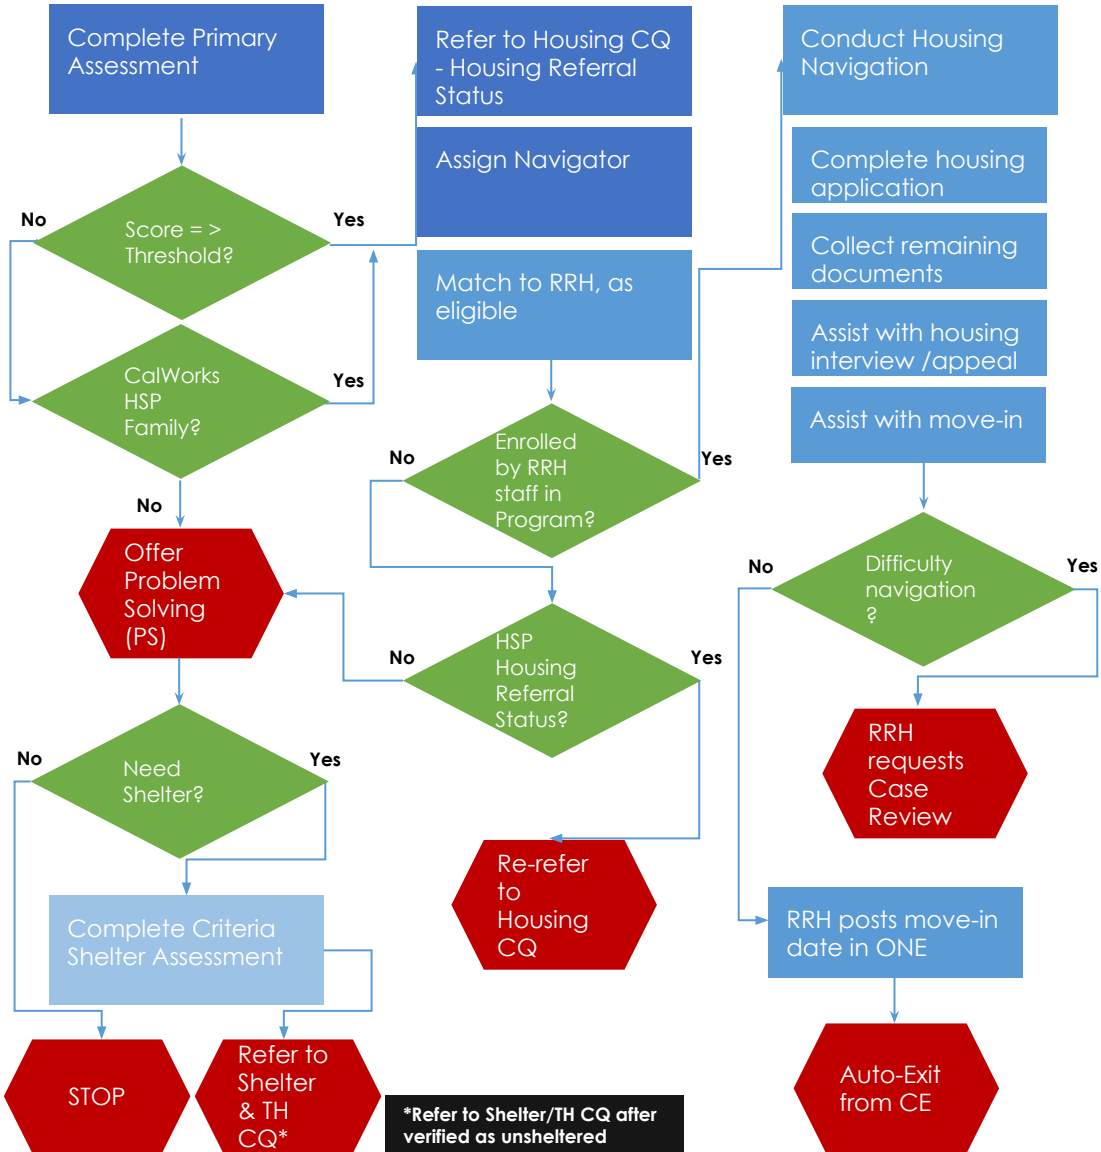 Complete Primary
Assessment
No
Score = >
Threshold?
Yes
CalWorks
HSP
Family?
Yes
No
Offer
Problem
Solving
(PS)
No
Need
Shelter?
Yes
Complete Criteria
Shelter Assessment
STOP
Refer to
Shelter
& TH
CQ*
*Refer to Shelter/TH CQ after
verified as unsheltered
Refer to Housing CQ
- Housing Referral
Status
Assign Navigator
Match to RRH, as
eligible
No
Enrolled
by RRH
staff in
Program?
Yes
No
HSP
Housing
Referral
Status?
Yes
Re-refer
to
Housing
CQ
Conduct Housing
Navigation
Complete housing
application
Collect remaining
documents
Assist with housing
interview /appeal
Assist with move-in
No
Difficulty
navigation
?
Yes
RRH
requests
Case
Review
RRH posts move-in
date in ONE
Auto-Exit
from CE